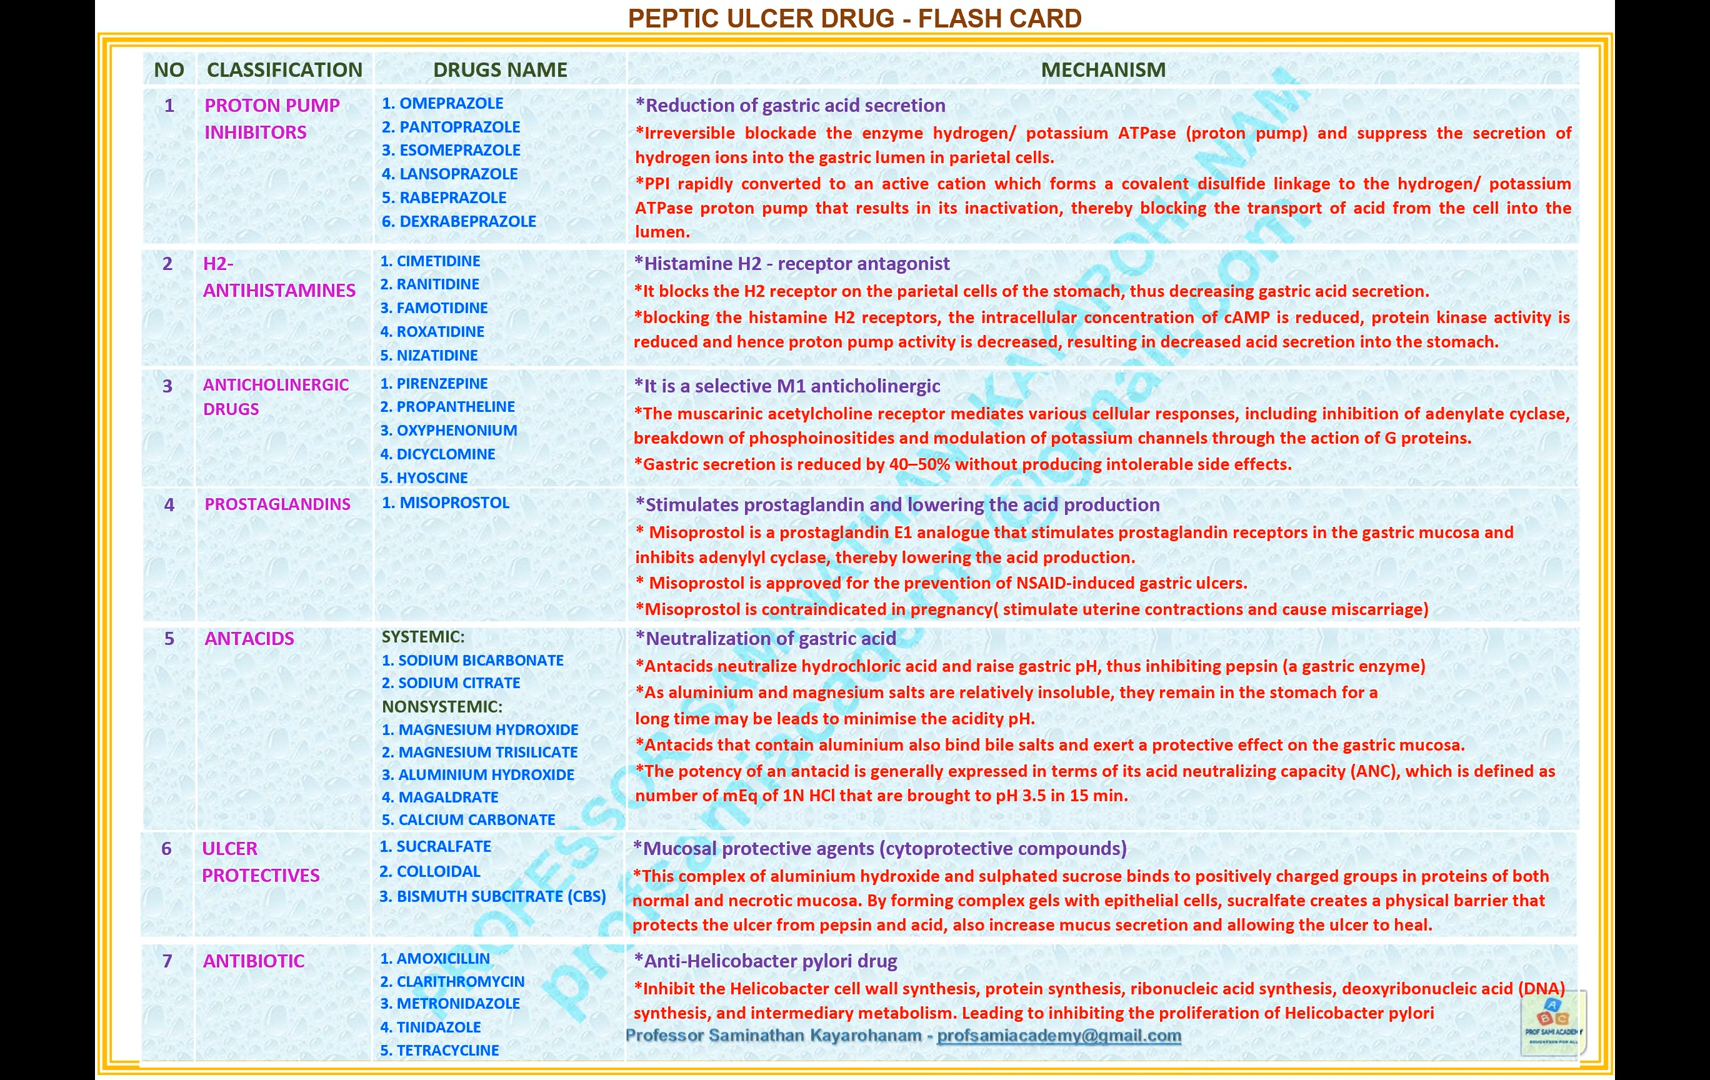 PEPTIC ULCER DRUG - FLASH CARD
NO CLASSIFICATION DRUGS NAME MECHANISM
1 PROTON PUMP INHIBITORS
1. OMEPRAZOLE
2. PANTOPRAZOLE
3. ESOMEPRAZOLE
4. LANSOPRAZOLE
5. RABEPRAZOLE
6. DEXRABEPRAZOLE
*Reduction of gastric acid secretion
*Irreversible blockade the enzyme hydrogen/ potassium ATPase (proton pump) and suppress the secretion of
hydrogen ions into the gastric lumen in parietal cells.
*PPI rapidly converted to an active cation which forms a covalent disulfide linkage to the hydrogen/ potassium
ATPase proton pump that results in its inactivation, thereby blocking the transport of acid from the cell into the
lumen.
2 H2-
ANTIHISTAMINES
1. CIMETIDINE
2. RANITIDINE
3. FAMOTIDINE
4. ROXATIDINE
5. NIZATIDINE
*Histamine H2 - receptor antagonist
*It blocks the H2 receptor on the parietal cells of the stomach, thus decreasing gastric acid secretion.
*blocking the histamine H2 receptors, the intracellular concentration of cAMP is reduced, protein kinase activity is
reduced and hence proton pump activity is decreased, resulting in decreased acid secretion into the stomach.
3 ANTICHOLINERGIC
DRUGS
1. PIRENZEPINE
2. PROPANTHELINE
3. OXYPHENONIUM
4. DICYCLOMINE
5. HYOSCINE
*It is a selective M1 anticholinergic
*The muscarinic acetylcholine receptor mediates various cellular responses, including inhibition of adenylate cyclase,
breakdown of phosphoinositides and modulation of potassium channels through the action of G proteins.
*Gastric secretion is reduced by 40–50% without producing intolerable side effects.
4 PROSTAGLANDINS
1. MISOPROSTOL
*Stimulates prostaglandin and lowering the acid production
* Misoprostol is a prostaglandin E1 analogue that stimulates prostaglandin receptors in the gastric mucosa and
inhibits adenylyl cyclase, thereby lowering the acid production.
* Misoprostol is approved for the prevention of NSAID-induced gastric ulcers.
*Misoprostol is contraindicated in pregnancy( stimulate uterine contractions and cause miscarriage)
5 ANTACIDS
SYSTEMIC:
1. SODIUM BICARBONATE
2. SODIUM CITRATE
NONSYSTEMIC:
1. MAGNESIUM HYDROXIDE
2. MAGNESIUM TRISILICATE
3. ALUMINIUM HYDROXIDE
4. MAGALDRATE
5. CALCIUM CARBONATE
*Neutralization of gastric acid
*Antacids neutralize hydrochloric acid and raise gastric pH, thus inhibiting pepsin (a gastric enzyme)
*As aluminium and magnesium salts are relatively insoluble, they remain in the stomach for a
long time may be leads to minimise the acidity pH.
*Antacids that contain aluminium also bind bile salts and exert a protective effect on the gastric mucosa.
*The potency of an antacid is generally expressed in terms of its acid neutralizing capacity (ANC), which is defined as
number of mEq of 1N HCl that are brought to pH 3.5 in 15 min.
6 ULCER
PROTECTIVES
1. SUCRALFATE
2. COLLOIDAL
3. BISMUTH SUBCITRATE (CBS)
*Mucosal protective agents (cytoprotective compounds)
*This complex of aluminium hydroxide and sulphated sucrose binds to positively charged groups in proteins of both
normal and necrotic mucosa. By forming complex gels with epithelial cells, sucralfate creates a physical barrier that
protects the ulcer from pepsin and acid, also increase mucus secretion and allowing the ulcer to heal.
7 ANTIBIOTIC
1. AMOXICILLIN
2. CLARITHROMYCIN
3. METRONIDAZOLE
4. TINIDAZOLE
5. TETRACYCLINE
*Anti-Helicobacter pylori drug
*Inhibit the Helicobacter cell wall synthesis, protein synthesis, ribonucleic acid synthesis, deoxyribonucleic acid (DNA)
synthesis, and intermediary metabolism. Leading to inhibiting the proliferation of Helicobacter pylori
Professor Saminathan Kayarohanam - profsamiacademy@gmail.com
PROFESSOR SAMINATHAN KAYAROHANAM
profsamiacademy@gmail.com
A
B C
PROF SAMI ACADEMY
EDUCATION FOR ALL